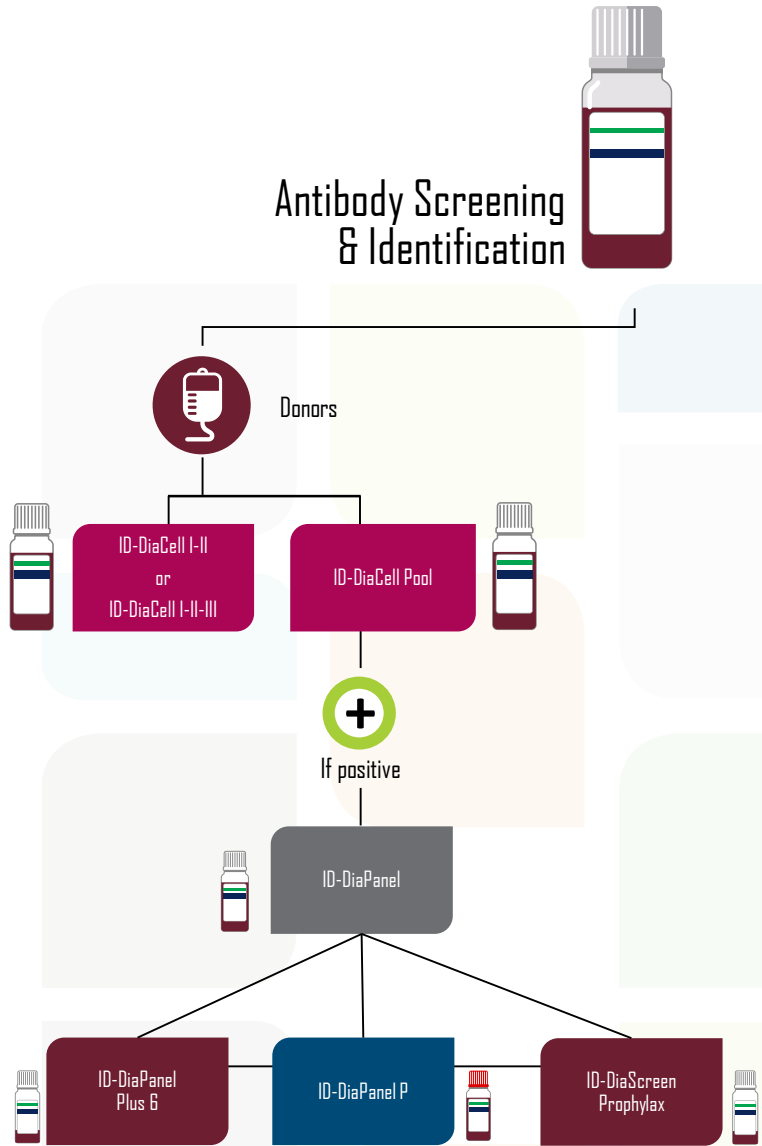 Antibody Screening
& Identification
Donors
ID-DiaCell I-II
or
ID-DiaCell I-II-III
ID-DiaCell Pool
If positive
ID-DiaPanel
ID-DiaPanel
Plus 6
ID-DiaPanel P
ID-DiaScreen
Prophylax